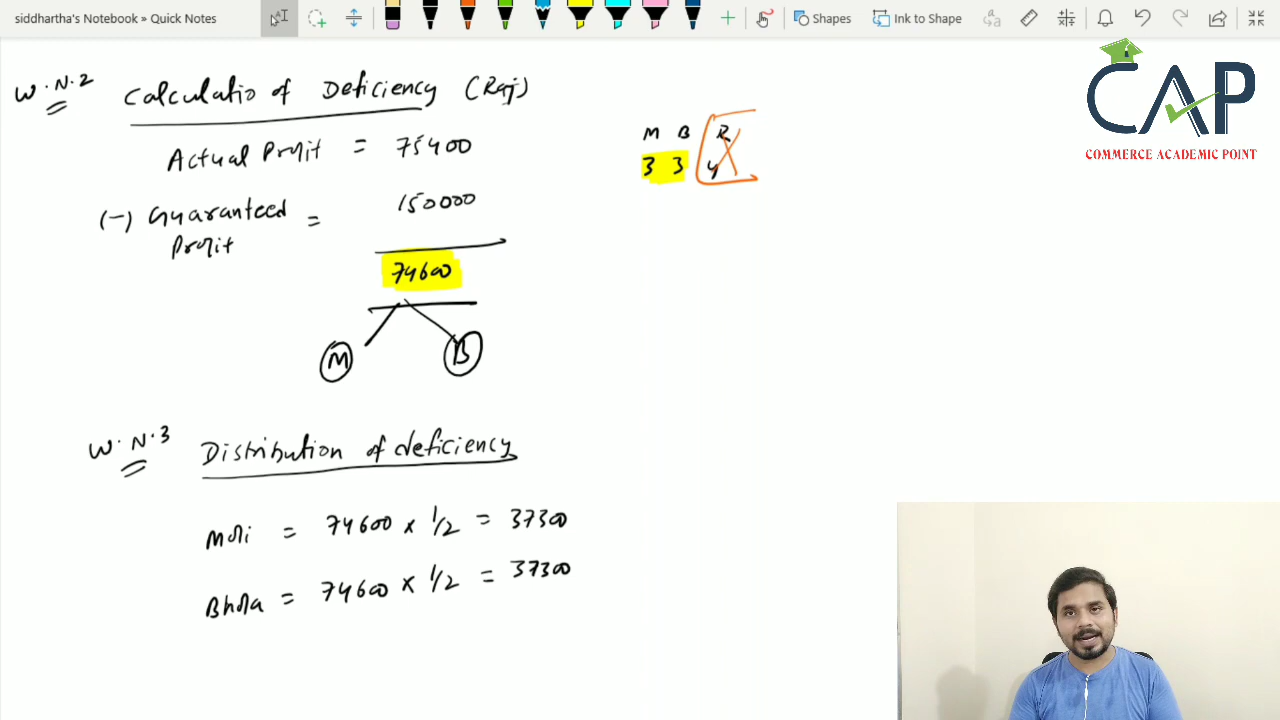 siddhartha's Notebook » Quick Notes
Shapes
Ink to Shape
CAP
COMMERCE ACADEMIC POINT
W.N.2 Calculatio of Deficiency (Raj)
Actual Profit = 75400
(-) Guaranteed Profit = 150000
74600
M B
M B R
3 3 4
W.N.3 Distribution of deficiency
Moti = 74600 × 1/2 = 37300
Bhola = 74600 × 1/2 = 37300